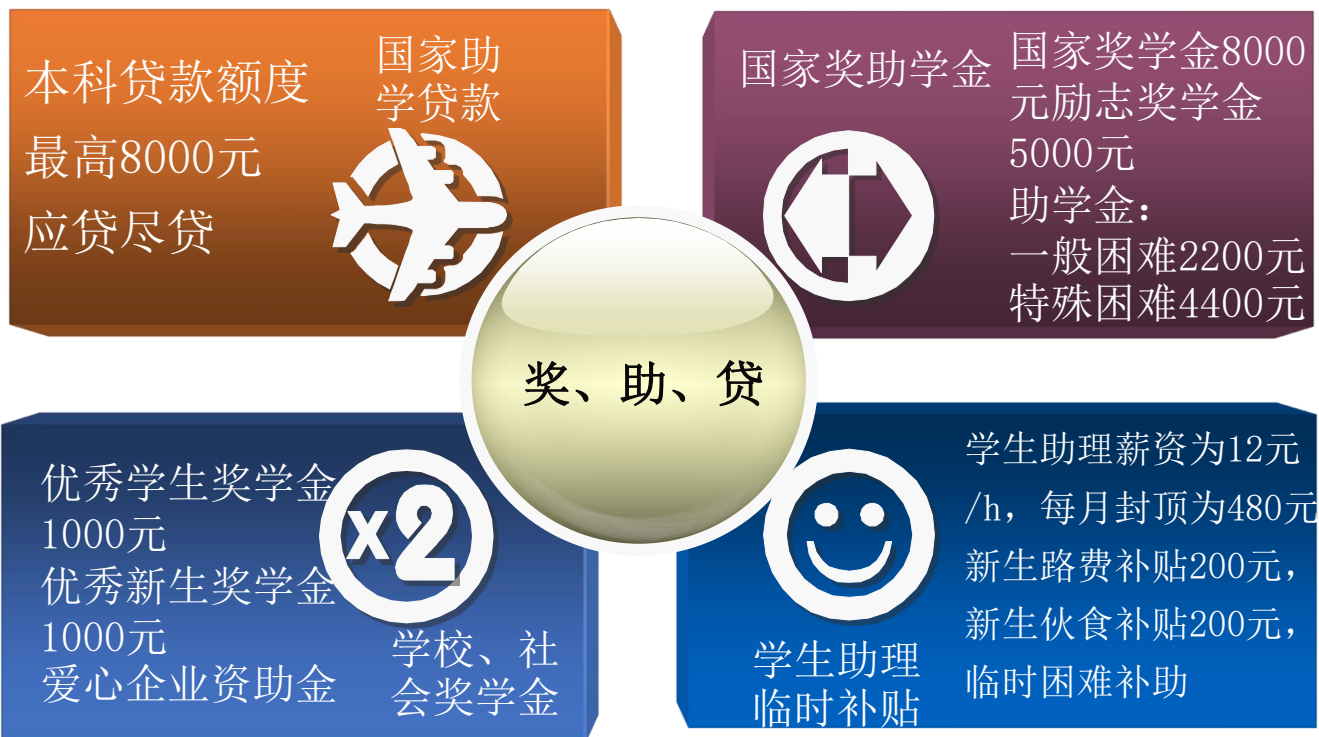 本科贷款额度
最高8000元
应贷尽贷
国家助
学贷款
国家奖助学金
国家奖学金8000
元励志奖学金
5000元
助学金：
一般困难2200元
特殊困难4400元
奖、助、贷
优秀学生奖学金
1000元
优秀新生奖学金
1000元
爱心企业资助金
x2
学校、社
会奖学金
学生助理
临时补贴
学生助理薪资为12元
/h，每月封顶为480元
新生路费补贴200元，
新生伙食补贴200元，
临时困难补助